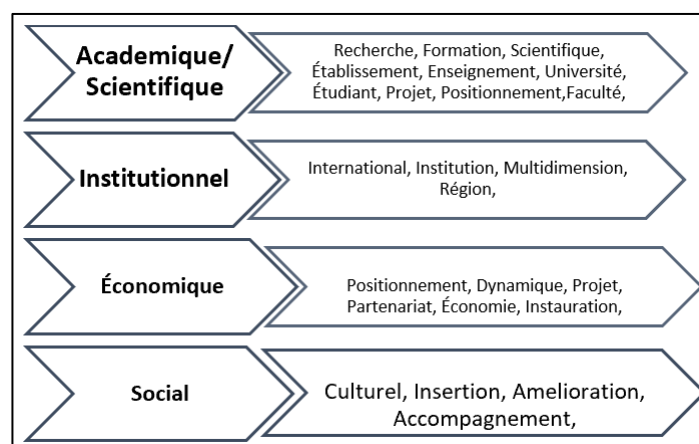 Academique/
Scientifique
Recherche, Formation, Scientifique,
Établissement, Enseignement, Université,
Étudiant, Projet, Positionnement,Faculté,
Institutionnel
International, Institution, Multidimension,
Région,
Économique
Positionnement, Dynamique, Projet,
Partenariat, Économie, Instauration,
Social
Culturel, Insertion, Amelioration,
Accompagnement,